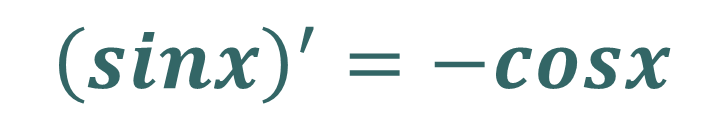 (sinx)′ = −cosx